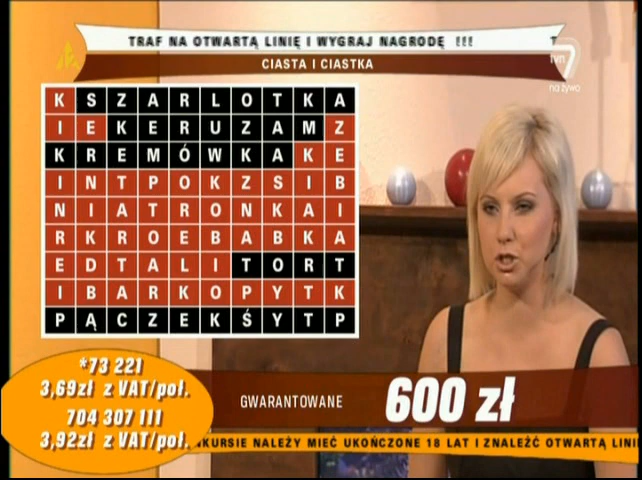 TRAF NA OTWARTĄ LINIĘ I WYGRAJ NAGRODĘ !!! T
CIASTA I CIASTKA
tvn 7
na żywo
K S Z A R L O T K A
I E K E R U Z A M Z
K R E M Ó W K A K E
I N T P O K Z S I B
N I A T R O N K A I
R K R O E B A B K A
E D T A L I T O R T
I B A R K O P Y T K
P Ą C Z E K Ś Y T P
*73 221
3,69zł z VAT/poł.
704 307 111
3,92zł z VAT/poł.
GWARANTOWANE 600 zł
KURSIE NALEŻY MIEĆ UKOŃCZONE 18 LAT I ZNALEŹĆ OTWARTĄ LINI